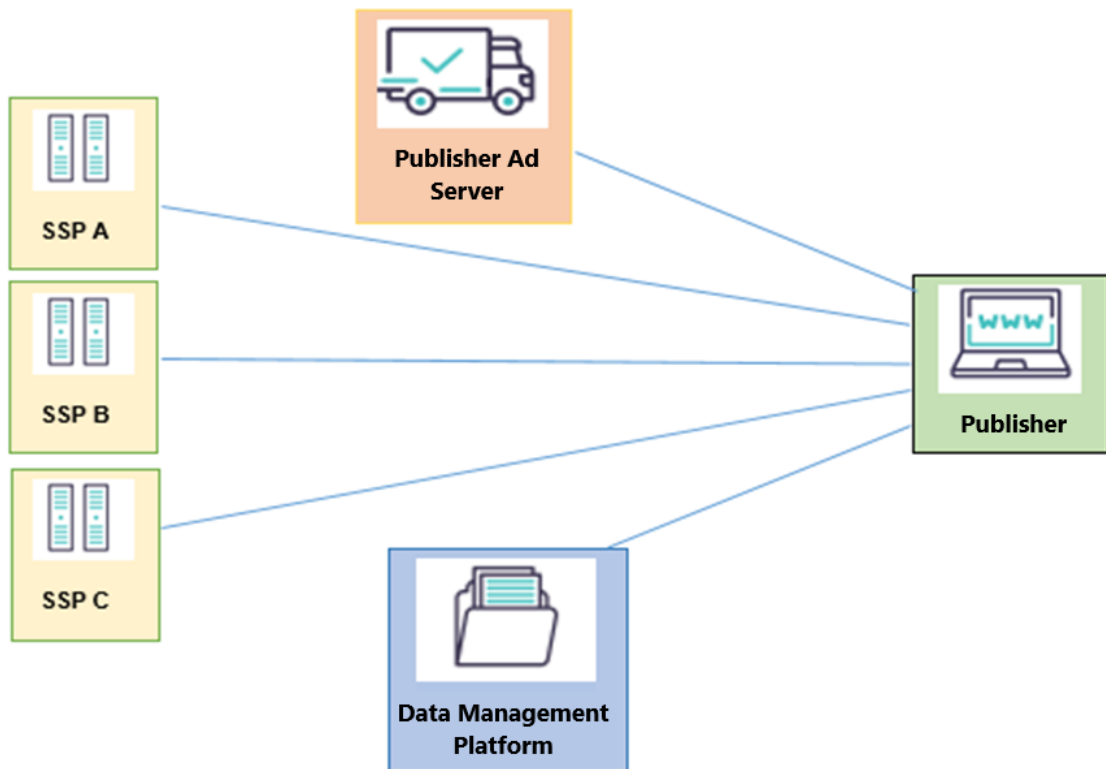 Publisher Ad
Server
SSP A
SSP B
SSP C
WWW
Publisher
Data Management
Platform